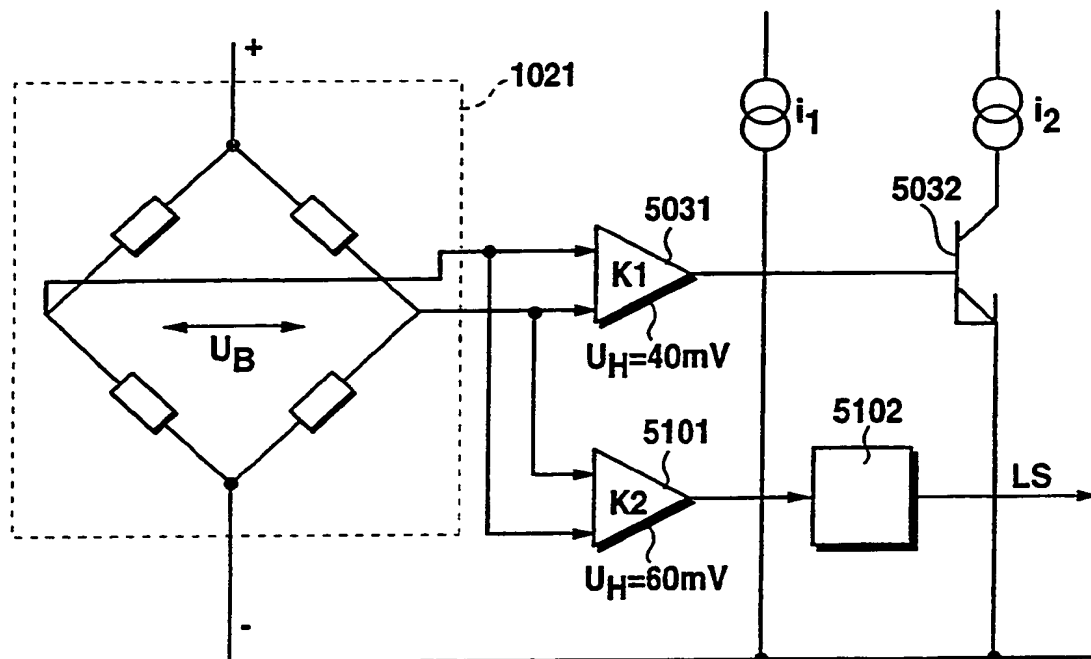 +
1021
i1
i2
5032
5031
K1
UB
UH=40mV
5101
5102
K2
LS
UH=60mV
-